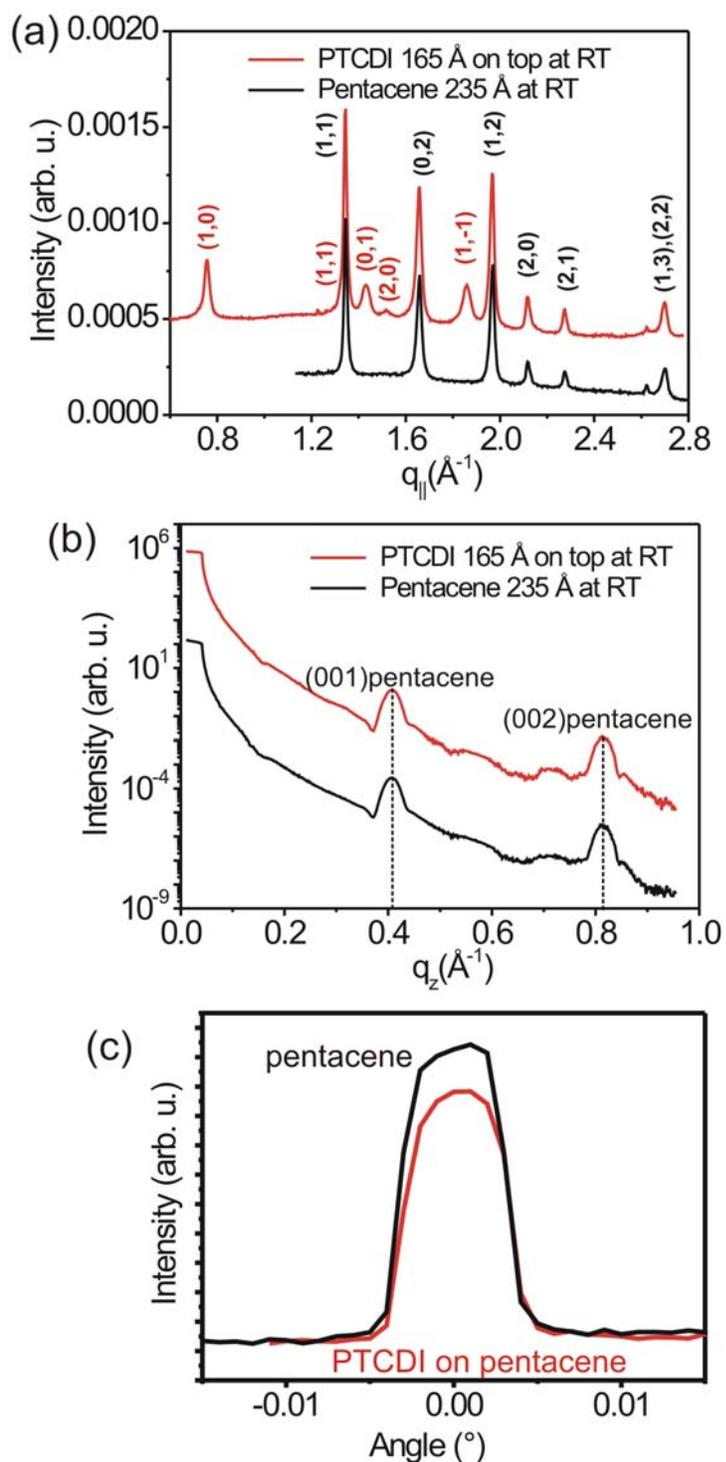 (a)
0.0020
0.0015
0.0010
0.0005
0.0000
Intensity (arb. u.)
PTCDI 165 Å on top at RT
Pentacene 235 Å at RT
(1,0)
(1,1)
(1,1)
(0,1)
(2,0)
(0,2)
(1,-1)
(1,2)
(2,0)
(2,1)
(1,3),(2,2)
0.8 1.2 1.6 2.0 2.4 2.8
q||(Å-1)
(b)
10^6
10^1
10^-4
10^-9
Intensity (arb. u.)
PTCDI 165 Å on top at RT
Pentacene 235 Å at RT
(001)pentacene
(002)pentacene
0.0 0.2 0.4 0.6 0.8 1.0
qz(Å-1)
(c)
Intensity (arb. u.)
pentacene
PTCDI on pentacene
-0.01 0.00 0.01
Angle (°)